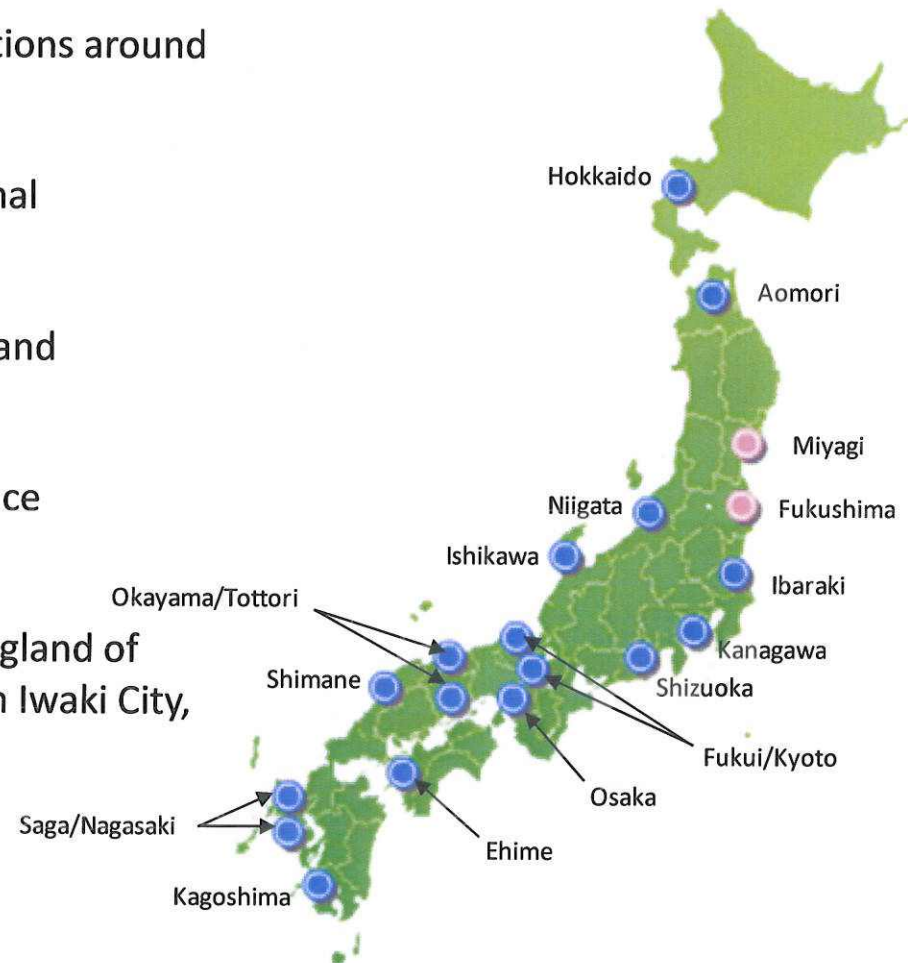 tions around
nal
and
ce
gland of
n Iwaki City,
Hokkaido
Aomori
Miyagi
Fukushima
Niigata
Ishikawa
Ibaraki
Okayama/Tottori
Kanagawa
Shimane
Shizuoka
Fukui/Kyoto
Osaka
Saga/Nagasaki
Ehime
Kagoshima